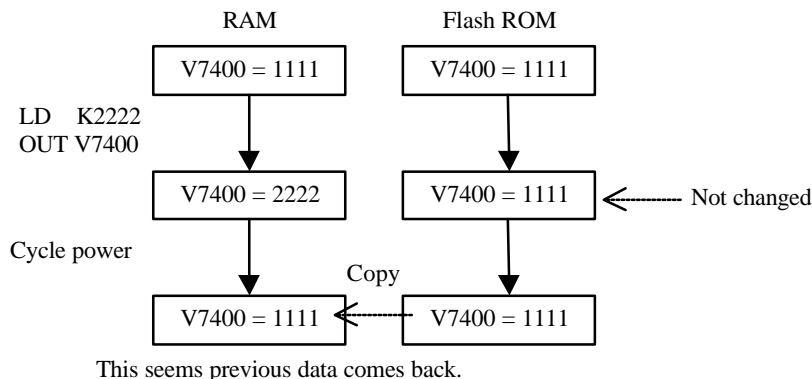 RAM Flash ROM
V7400 = 1111 V7400 = 1111
LD K2222
OUT V7400
V7400 = 2222 V7400 = 1111 Not changed
Cycle power
Copy
V7400 = 1111 V7400 = 1111
This seems previous data comes back.